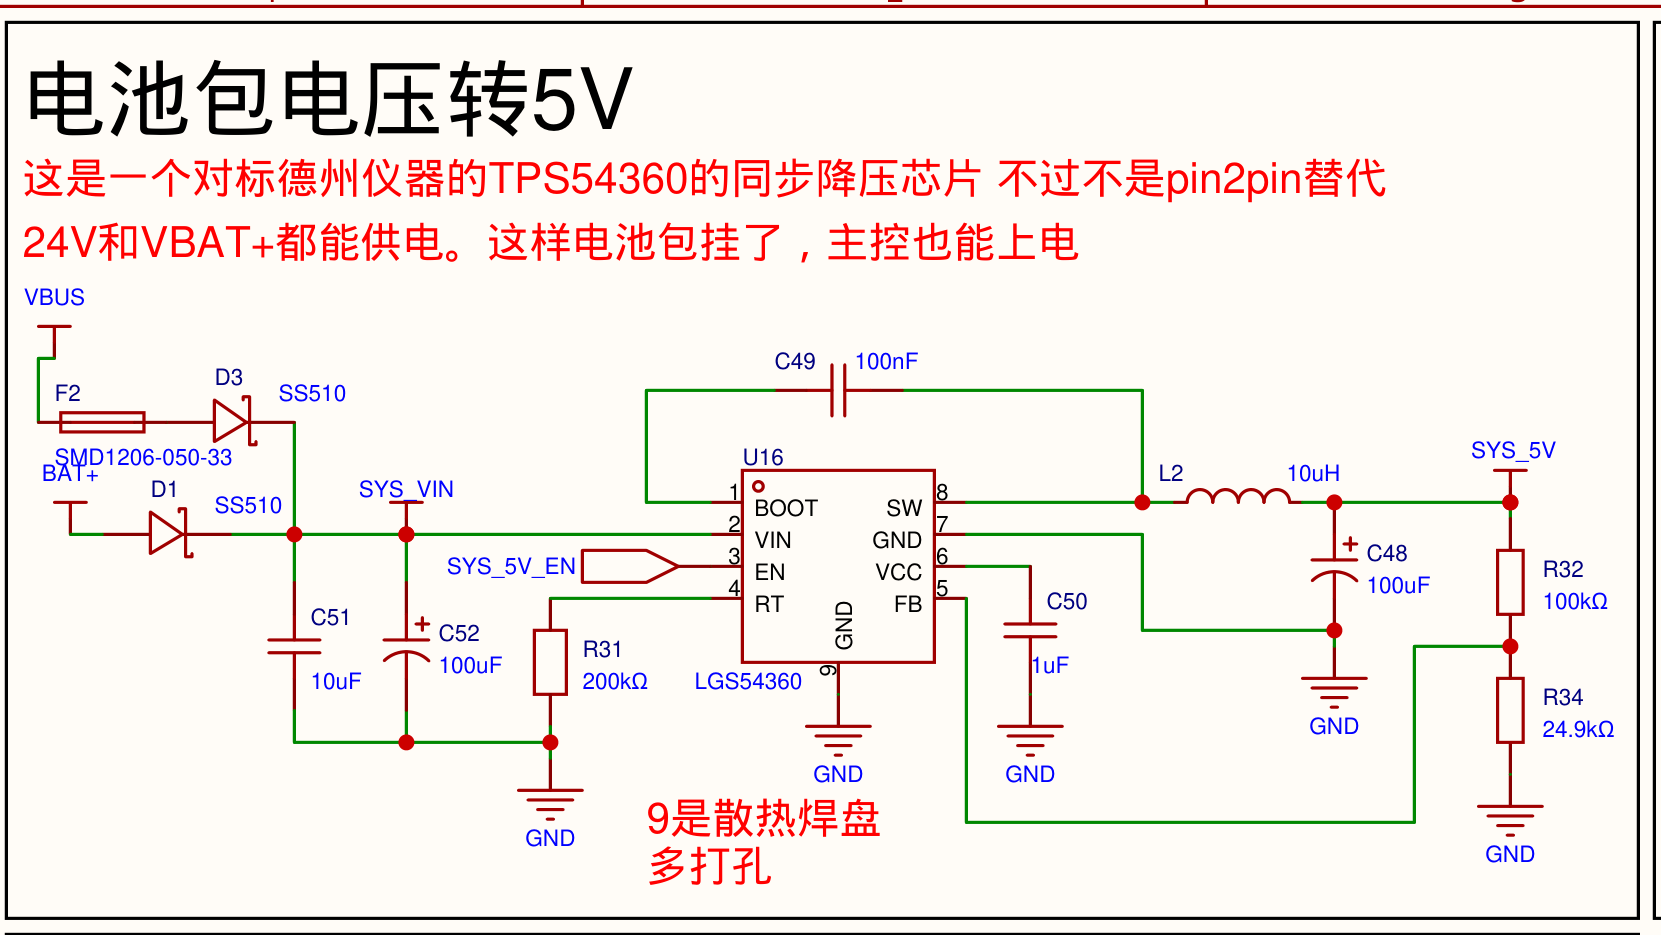 电池包电压转5V
这是一个对标德州仪器的TPS54360的同步降压芯片 不过不是pin2pin替代
24V和VBAT+都能供电。这样电池包挂了，主控也能上电
VBUS
F2
D3
SS510
SMD1206-050-33
BAT+
D1
SS510
SYS_VIN
C49
100nF
U16
1
BOOT
SW
8
2
VIN
GND
7
SYS_5V_EN
3
EN
VCC
6
4
RT
FB
5
GND
9
LGS54360
L2
10uH
SYS_5V
C51
10uF
C52
100uF
R31
200kΩ
C50
1uF
C48
100uF
R32
100kΩ
R34
24.9kΩ
GND
GND
GND
GND
GND
9是散热焊盘
多打孔